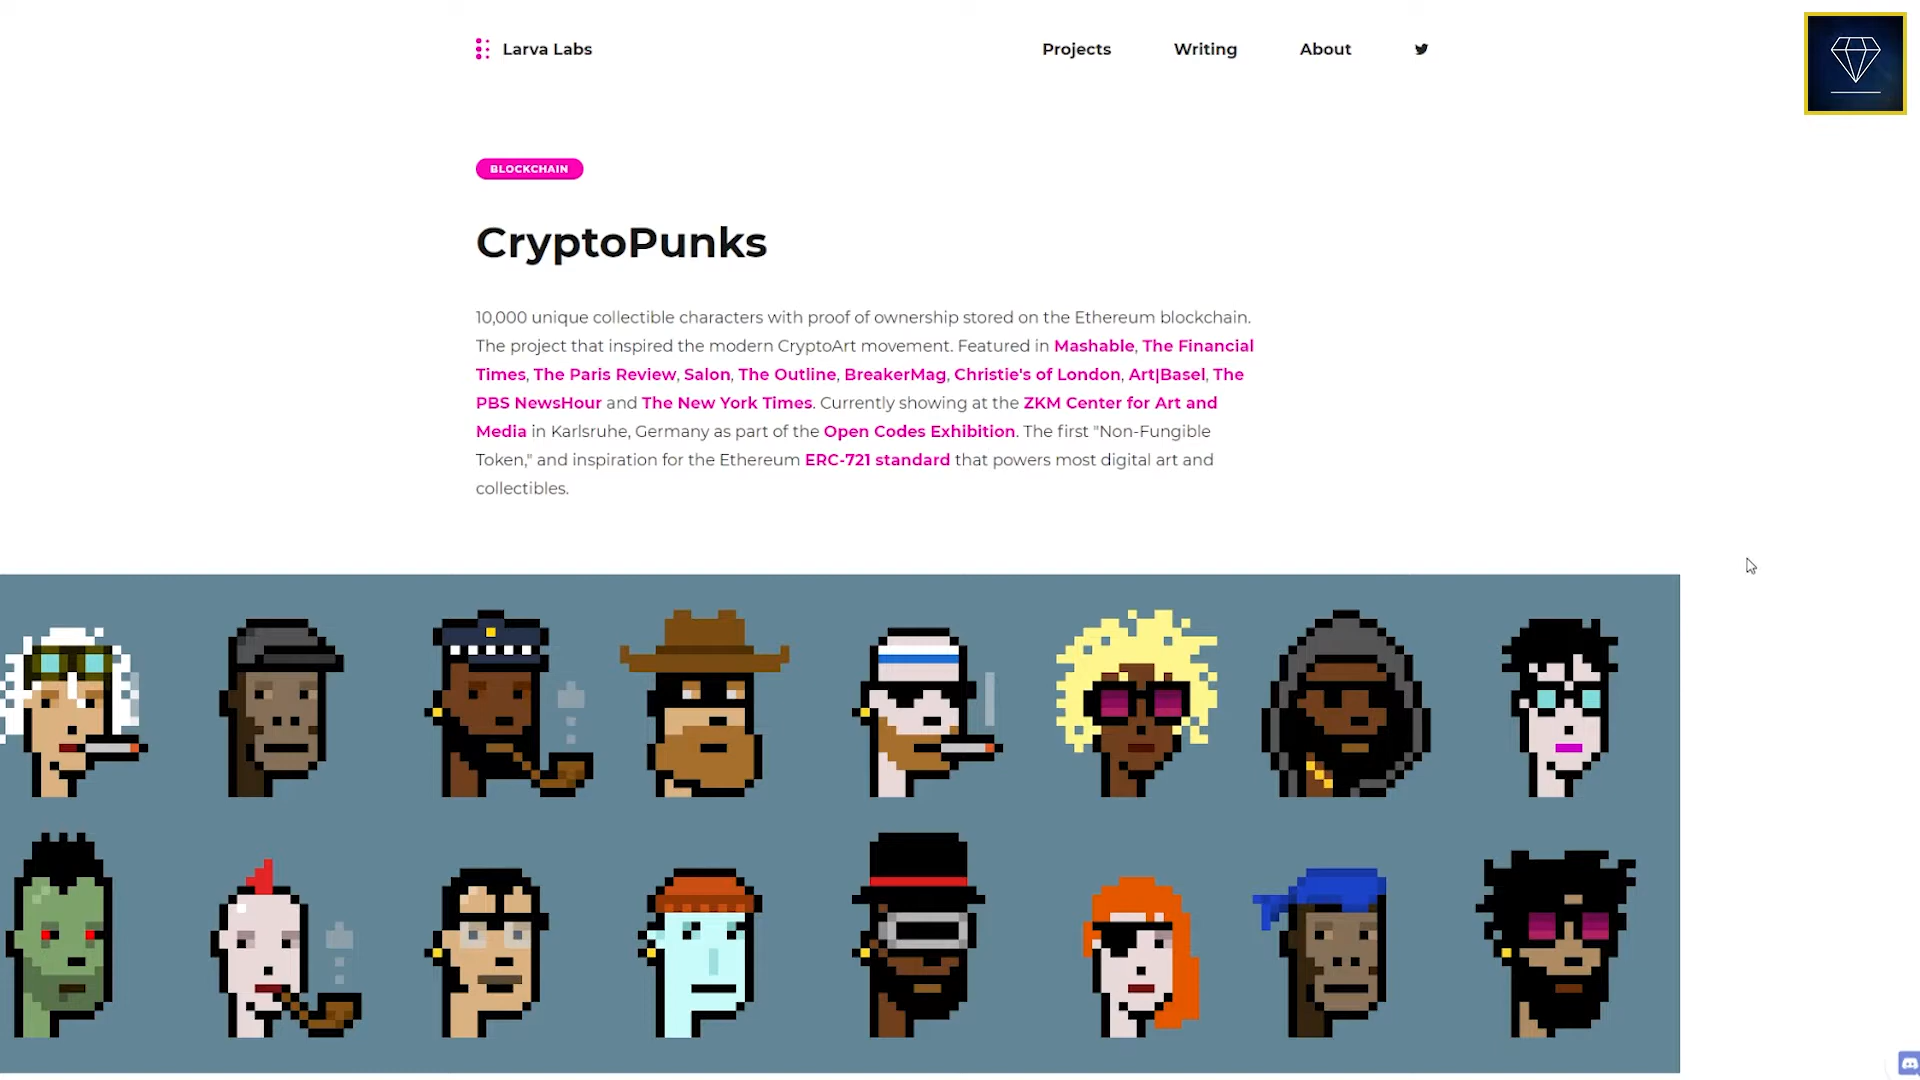 Larva Labs
Projects
Writing
About
BLOCKCHAIN
CryptoPunks
10,000 unique collectible characters with proof of ownership stored on the Ethereum blockchain.
The project that inspired the modern CryptoArt movement. Featured in Mashable, The Financial
Times, The Paris Review, Salon, The Outline, BreakerMag, Christie's of London, Art|Basel, The
PBS NewsHour and The New York Times. Currently showing at the ZKM Center for Art and
Media in Karlsruhe, Germany as part of the Open Codes Exhibition. The first "Non-Fungible
Token," and inspiration for the Ethereum ERC-721 standard that powers most digital art and
collectibles.